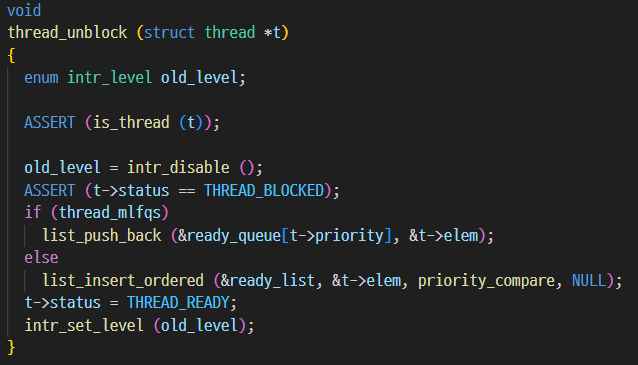 void
thread_unblock (struct thread *t)
{
  enum intr_level old_level;

  ASSERT (is_thread (t));

  old_level = intr_disable ();
  ASSERT (t->status == THREAD_BLOCKED);
  if (thread_mlfqs)
    list_push_back (&ready_queue[t->priority], &t->elem);
  else
    list_insert_ordered (&ready_list, &t->elem, priority_compare, NULL);
  t->status = THREAD_READY;
  intr_set_level (old_level);
}